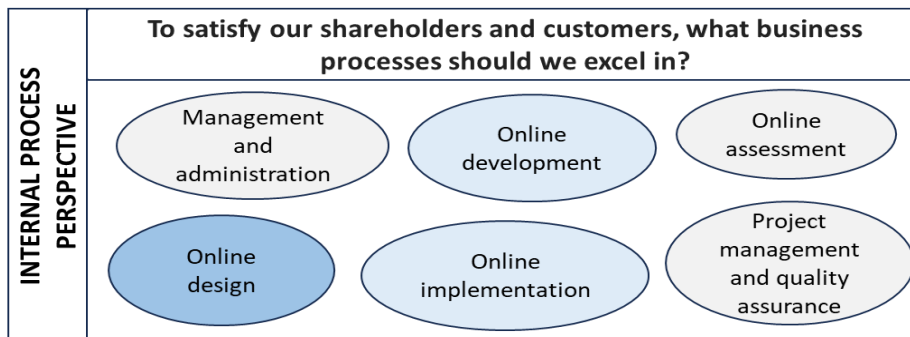 INTERNAL PROCESS
PERSPECTIVE
To satisfy our shareholders and customers, what business
processes should we excel in?
Management
and
administration
Online
development
Online
assessment
Online
design
Online
implementation
Project
management
and quality
assurance